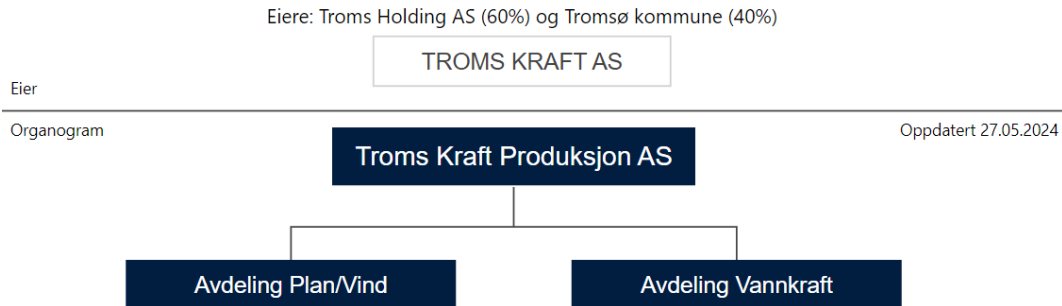 Eiere: Troms Holding AS (60%) og Tromsø kommune (40%)
TROMS KRAFT AS
Eier
Organogram
Oppdatert 27.05.2024
Troms Kraft Produksjon AS
Avdeling Plan/Vind
Avdeling Vannkraft